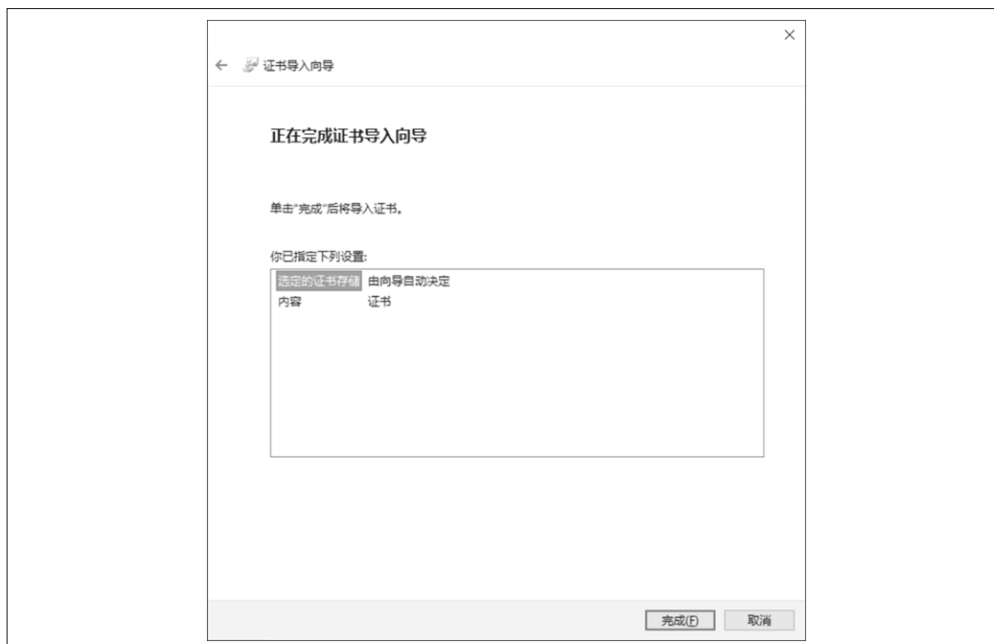 证书导入向导
正在完成证书导入向导
单击"完成"后将导入证书。
你已指定下列设置:
选定的证书存储 由向导自动决定
内容 证书
完成(F) 取消